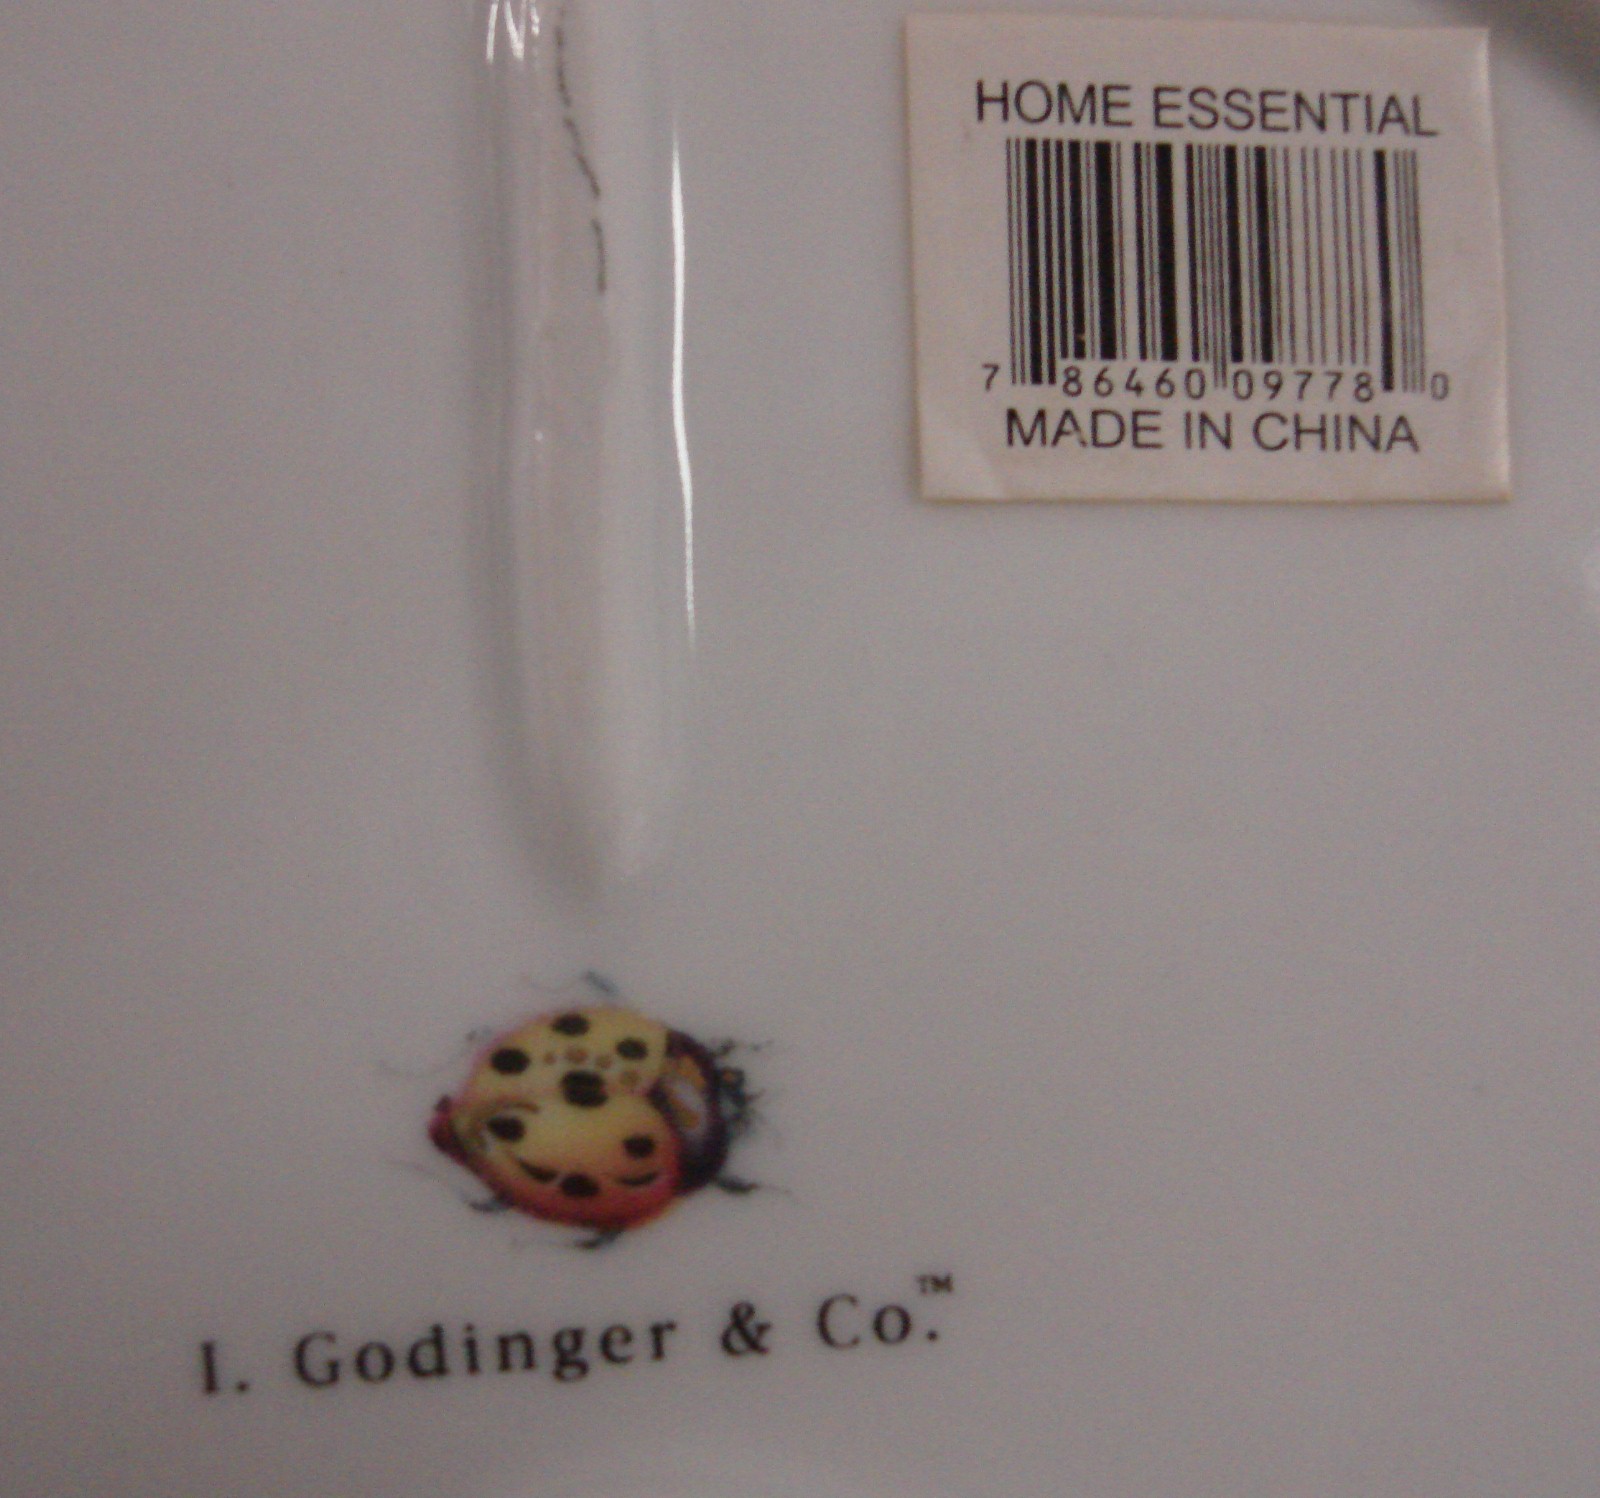 HOME ESSENTIAL
7 86460 09778 0
MADE IN CHINA
I. Godinger & Co.™